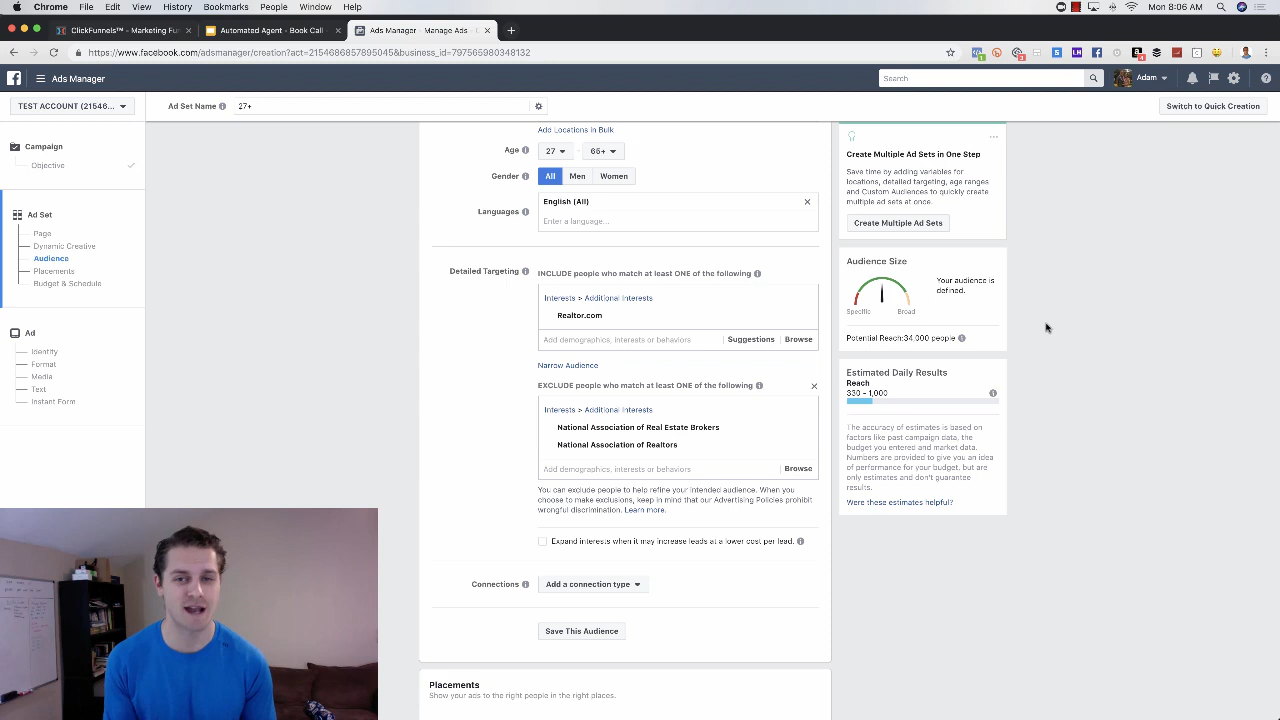 Chrome File Edit View History Bookmarks People Window Help
Mon 8:06 AM
ClickFunnels™ - Marketing Fun
Automated Agent - Book Call -
Ads Manager - Manage Ads - C
https://www.facebook.com/adsmanager/creation?act=2154686857895045&business_id=797565980348132
Ads Manager
Search
Adam
TEST ACCOUNT (21546...
Ad Set Name
27+
Switch to Quick Creation
Campaign
Objective
Ad Set
Page
Dynamic Creative
Audience
Placements
Budget & Schedule
Ad
Identity
Format
Media
Text
Instant Form
Add Locations in Bulk
Age
27
-
65+
Gender
All
Men
Women
Languages
English (All)
Enter a language...
Detailed Targeting
INCLUDE people who match at least ONE of the following
Interests > Additional Interests
Realtor.com
Add demographics, interests or behaviors
Suggestions
Browse
Narrow Audience
EXCLUDE people who match at least ONE of the following
Interests > Additional Interests
National Association of Real Estate Brokers
National Association of Realtors
Add demographics, interests or behaviors
Browse
You can exclude people to help refine your intended audience. When you
choose to make exclusions, keep in mind that our Advertising Policies prohibit
wrongful discrimination. Learn more.
Expand interests when it may increase leads at a lower cost per lead.
Connections
Add a connection type
Save This Audience
Placements
Show your ads to the right people in the right places.
Create Multiple Ad Sets in One Step
Save time by adding variables for
locations, detailed targeting, age ranges
and Custom Audiences to quickly create
multiple ad sets at once.
Create Multiple Ad Sets
Audience Size
Your audience is
defined.
Specific
Broad
Potential Reach:34,000 people
Estimated Daily Results
Reach
330 - 1,000
The accuracy of estimates is based on
factors like past campaign data, the
budget you entered and market data.
Numbers are provided to give you an idea
of performance for your budget, but are
only estimates and don't guarantee
results.
Were these estimates helpful?